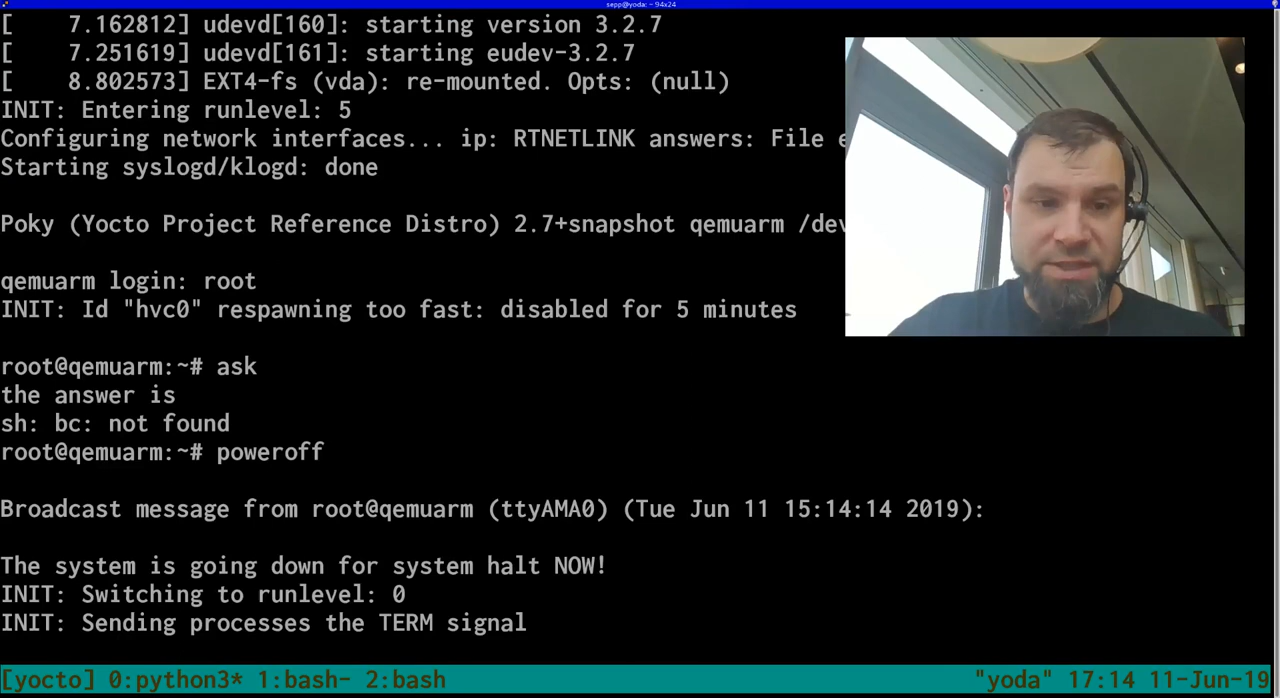 sepp@yoda: ~ 94x24
[    7.162812] udevd[160]: starting version 3.2.7
[    7.251619] udevd[161]: starting eudev-3.2.7
[    8.802573] EXT4-fs (vda): re-mounted. Opts: (null)
INIT: Entering runlevel: 5
Configuring network interfaces... ip: RTNETLINK answers: File
Starting syslogd/klogd: done
Poky (Yocto Project Reference Distro) 2.7+snapshot qemuarm /dev
qemuarm login: root
INIT: Id "hvc0" respawning too fast: disabled for 5 minutes
root@qemuarm:~# ask
the answer is
sh: bc: not found
root@qemuarm:~# poweroff
Broadcast message from root@qemuarm (ttyAMA0) (Tue Jun 11 15:14:14 2019):
The system is going down for system halt NOW!
INIT: Switching to runlevel: 0
INIT: Sending processes the TERM signal
[yocto] 0:python3* 1:bash- 2:bash "yoda" 17:14 11-Jun-19